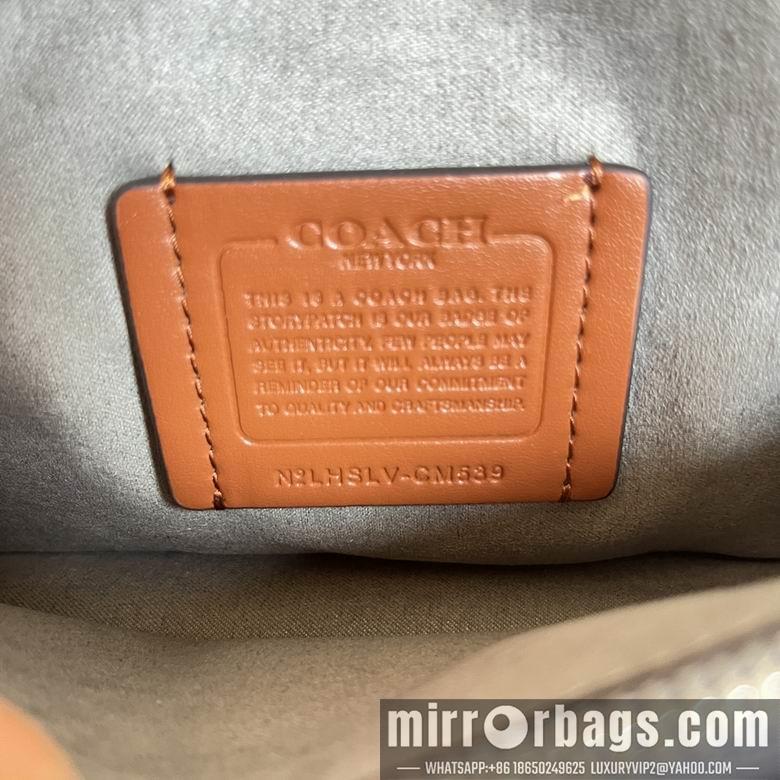 COACH
NEW YORK
THIS IS A COACH BAG. THE
STORYPATCH IS OUR BADGE OF
AUTHENTICITY. FEW PEOPLE MAY
SEE IT, BUT IT WILL ALWAYS BE A
REMINDER OF OUR COMMITMENT
TO QUALITY AND CRAFTSMANSHIP.
Nº LHSLV-CM539
mirrorbags.com
WHATSAPP:+86 18650249625 LUXURYVIP2@YAHOO.COM